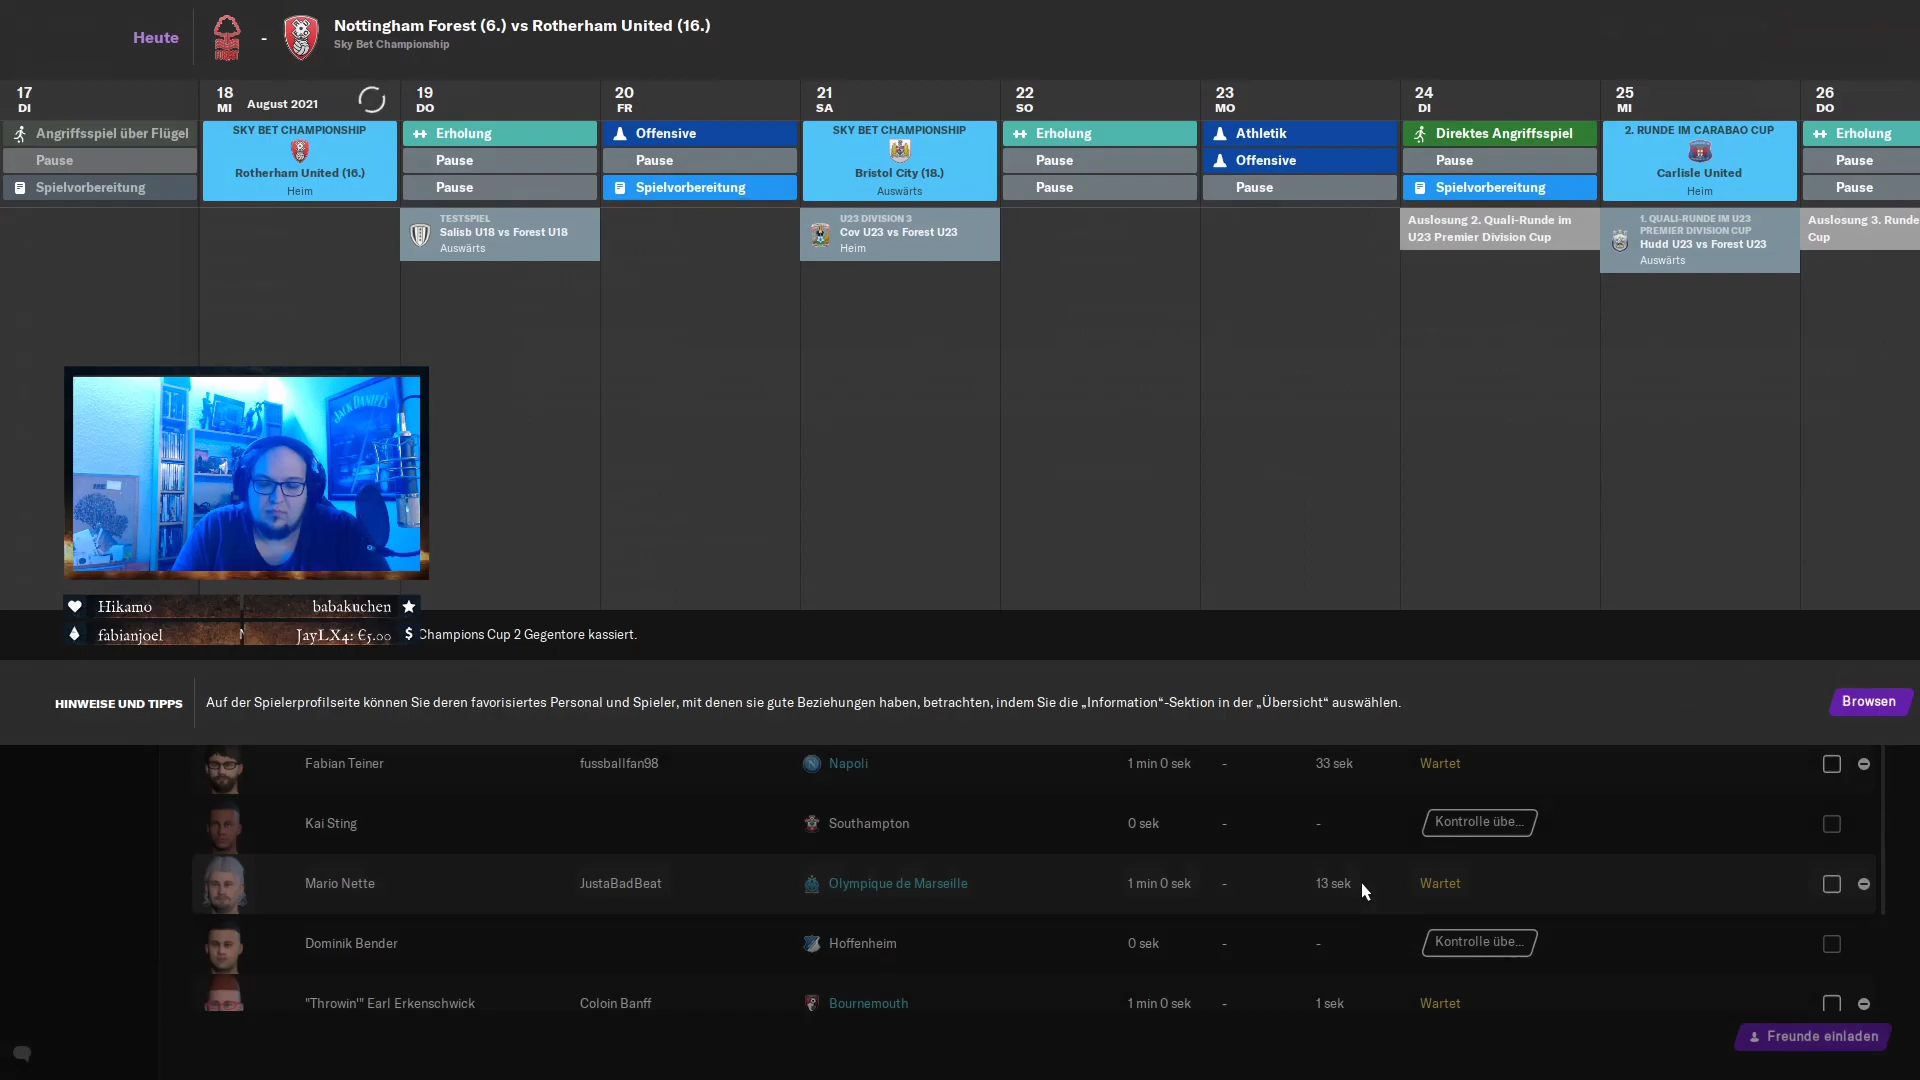 Heute
Nottingham Forest (6.) vs Rotherham United (16.)
Sky Bet Championship
17
DI
18
MI
August 2021
19
DO
20
FR
21
SA
22
SO
23
MO
24
DI
25
MI
26
DO
Angriffsspiel über Flügel
Pause
Spielvorbereitung
SKY BET CHAMPIONSHIP
Rotherham United (16.)
Heim
Erholung
Pause
Pause
Offensive
Pause
Spielvorbereitung
SKY BET CHAMPIONSHIP
Bristol City (18.)
Auswärts
Erholung
Pause
Pause
Athletik
Offensive
Pause
Direktes Angriffsspiel
Pause
Spielvorbereitung
2. RUNDE IM CARABAO CUP
Carlisle United
Heim
Erholung
Pause
Pause
TESTSPIEL
Salisb U18 vs Forest U18
Auswärts
U23 DIVISION 3
Cov U23 vs Forest U23
Heim
Auslosung 2. Quali-Runde im
U23 Premier Division Cup
1. QUALI-RUNDE IM U23
PREMIER DIVISION CUP
Hudd U23 vs Forest U23
Auswärts
Auslosung 3. Runde
Cup
JACK DANIEL'S
Hikamo
babakuchen
fabianjoel
JayLX4: €5.00
Champions Cup 2 Gegentore kassiert.
HINWEISE UND TIPPS
Auf der Spielerprofilseite können Sie deren favorisiertes Personal und Spieler, mit denen sie gute Beziehungen haben, betrachten, indem Sie die „Information“-Sektion in der „Übersicht“ auswählen.
Browsen
Fabian Teiner fussballfan98 Napoli 1 min 0 sek - 33 sek Wartet
Kai Sting Southampton 0 sek - - Kontrolle übe...
Mario Nette JustaBadBeat Olympique de Marseille 1 min 0 sek - 13 sek Wartet
Dominik Bender Hoffenheim 0 sek - - Kontrolle übe...
"Throwin'" Earl Erkenschwick Coloin Banff Bournemouth 1 min 0 sek - 1 sek Wartet
Freunde einladen